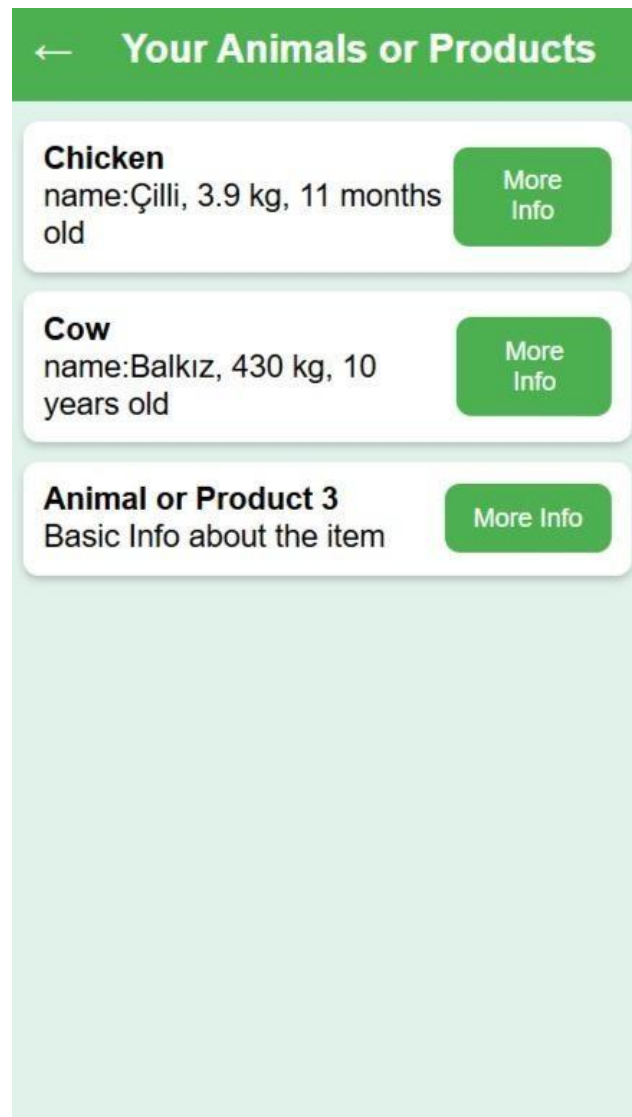 ← Your Animals or Products
Chicken
name:Çilli, 3.9 kg, 11 months
old
More
Info
Cow
name:Balkız, 430 kg, 10
years old
More
Info
Animal or Product 3
Basic Info about the item
More Info